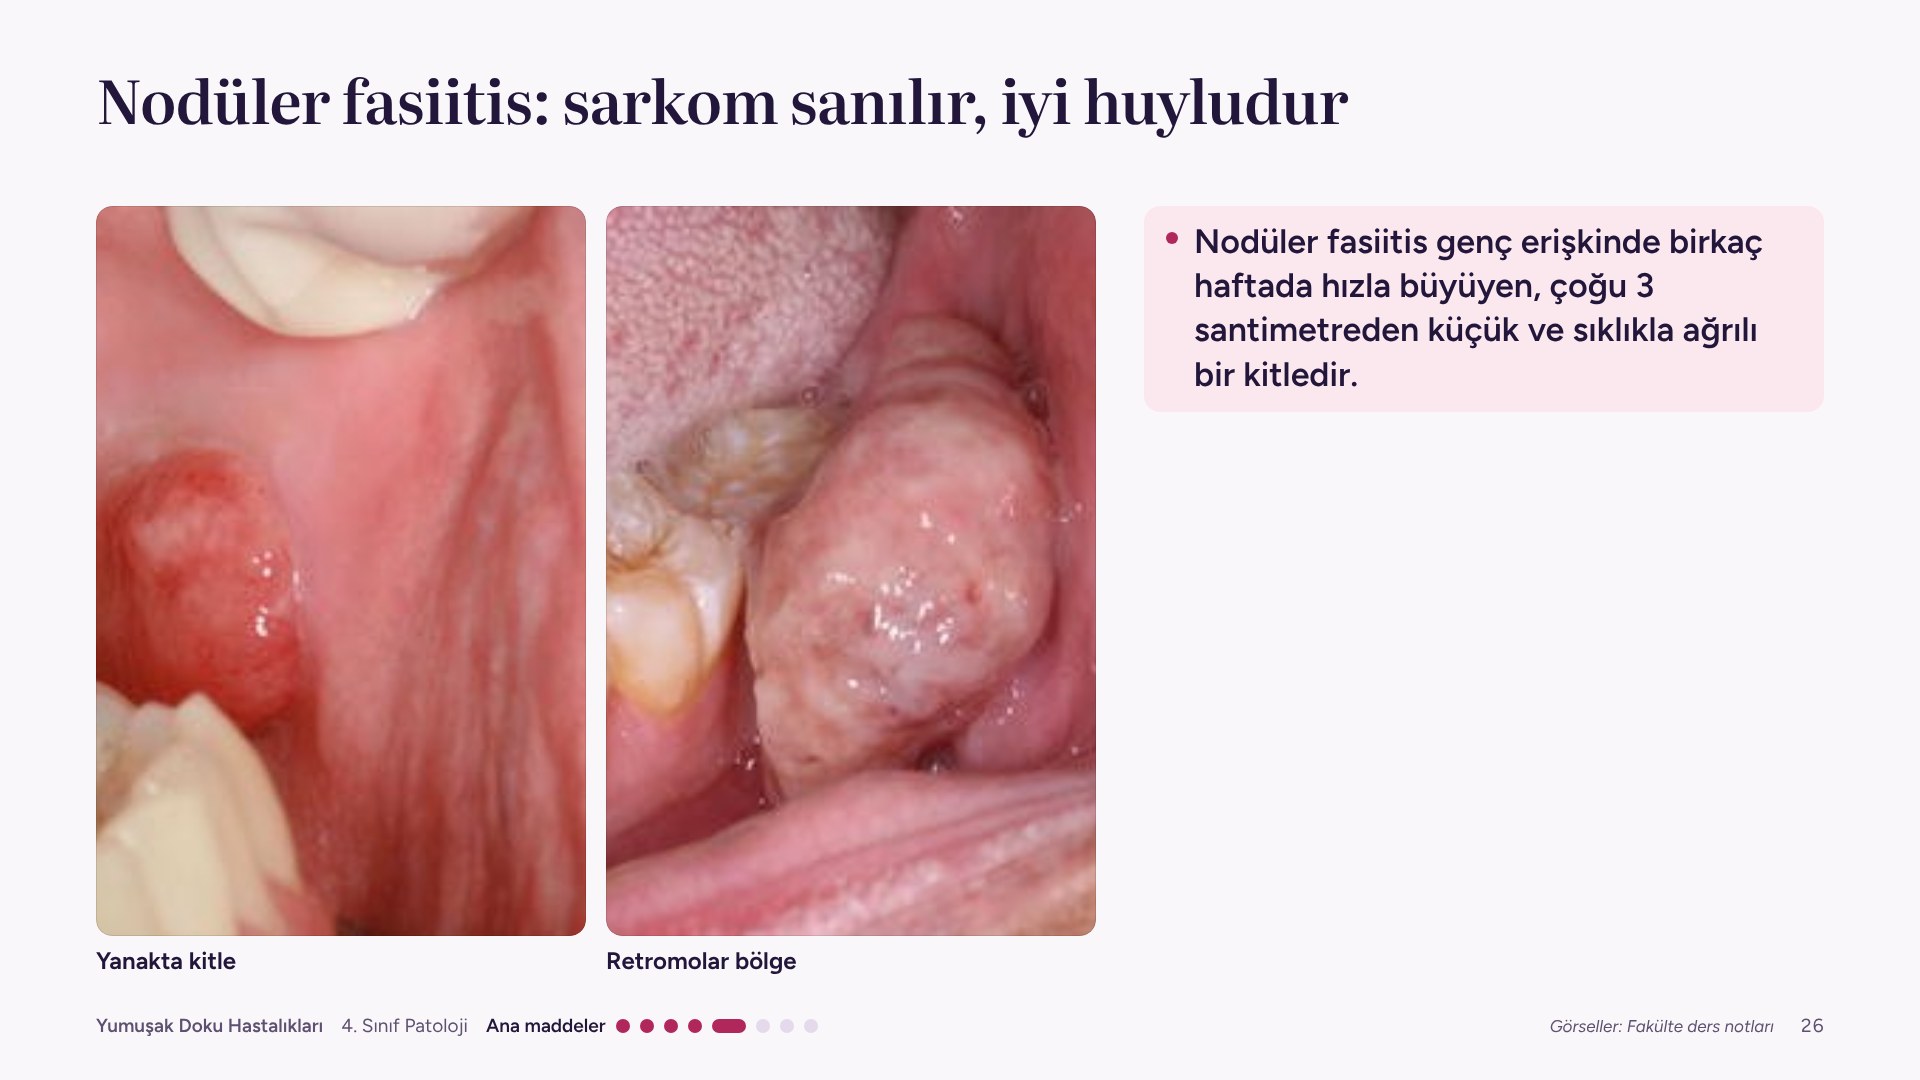 Nodüler fasiitis: sarkom sanılır, iyi huyludur
Nodüler fasiitis genç erişkinde birkaç
haftada hızla büyüyen, çoğu 3
santimetreden küçük ve sıklıkla ağrılı
bir kitledir.
Yanakta kitle
Retromolar bölge
Yumuşak Doku Hastalıkları 4. Sınıf Patoloji Ana maddeler
Görseller: Fakülte ders notları 26